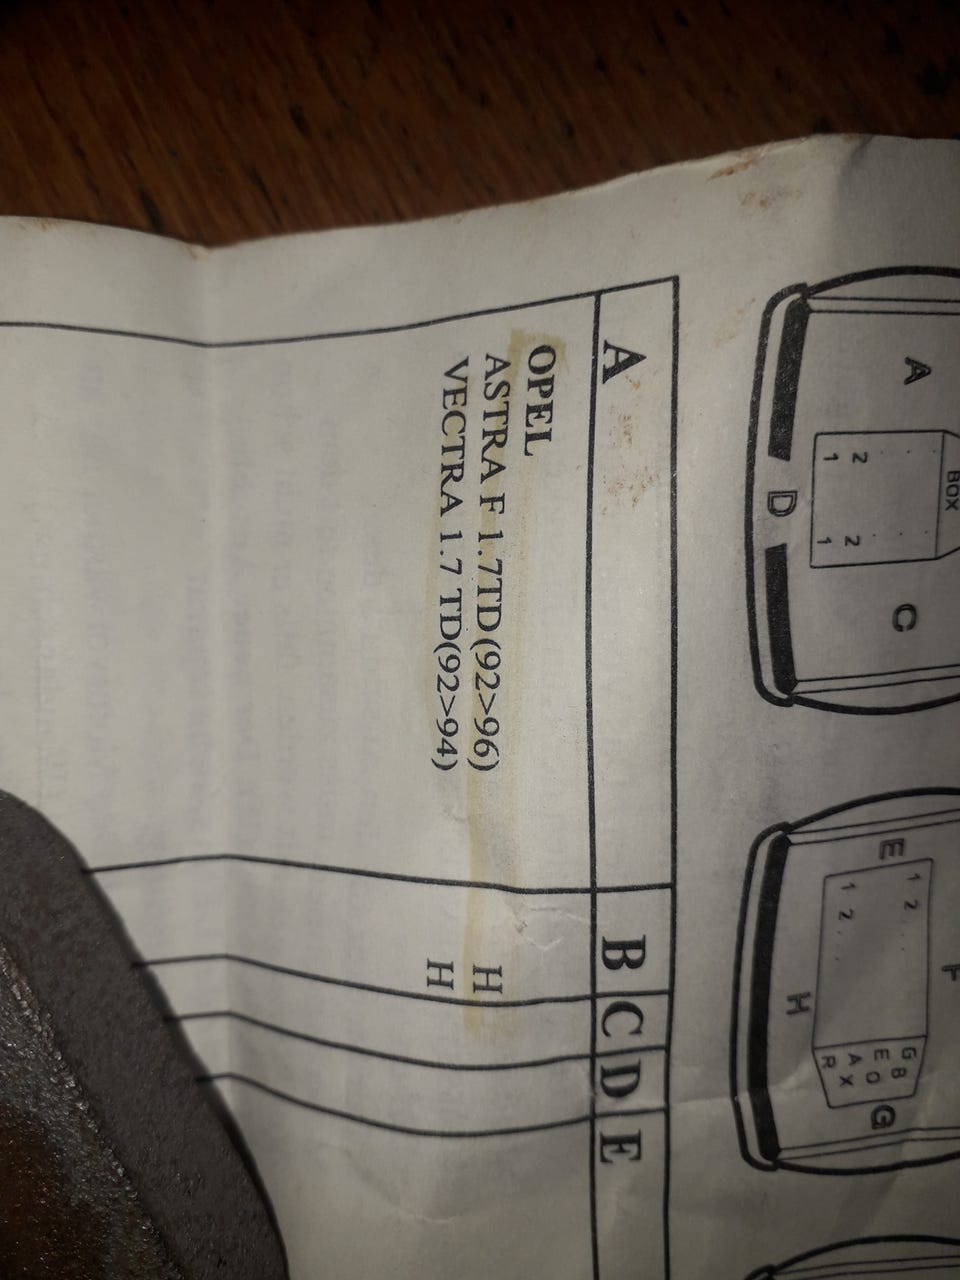 A
BOX
2 2
1 1
C
D
E
1 2
1 2
F
H
G B
E O
A X
R
G
A B C D E
OPEL
ASTRA F 1.7TD(92>96) H
VECTRA 1.7 TD(92>94) H